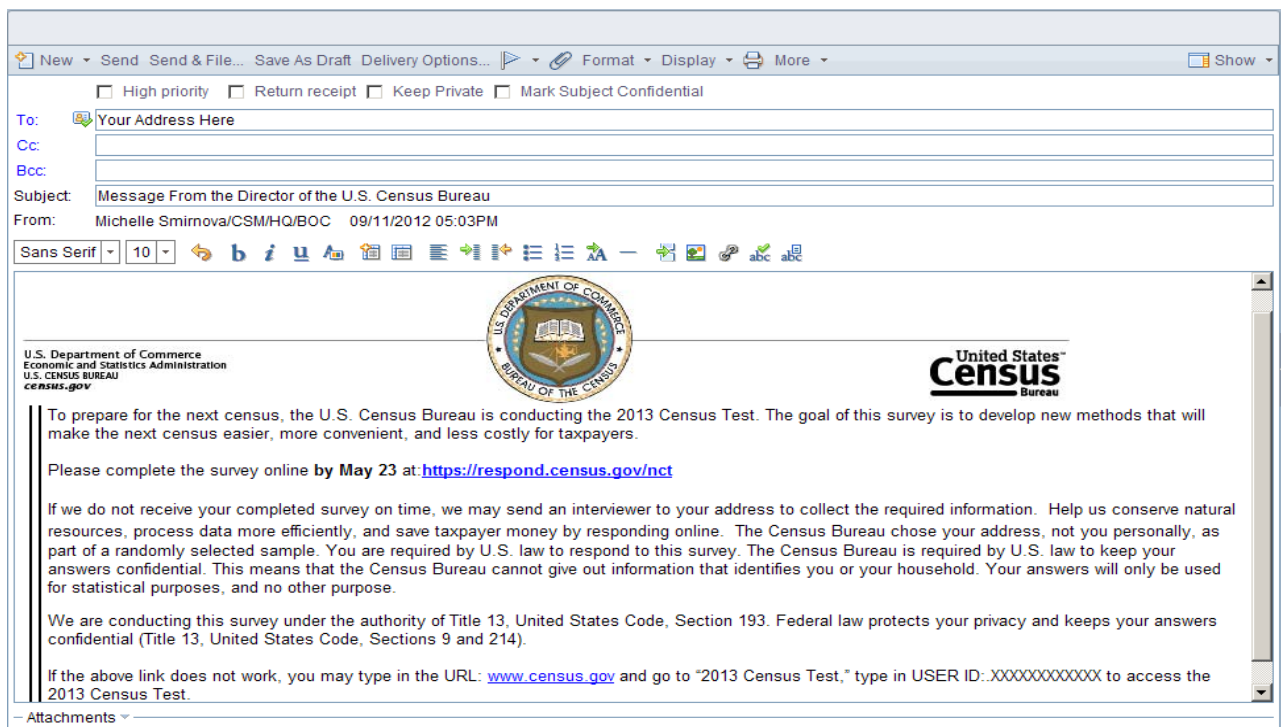 New Send Send & File... Save As Draft Delivery Options... Format Display More Show
High priority Return receipt Keep Private Mark Subject Confidential
To: Your Address Here
Cc:
Bcc:
Subject: Message From the Director of the U.S. Census Bureau
From: Michelle Smirnova/CSM/HQ/BOC 09/11/2012 05:03PM
Sans Serif 10 b i u
U.S. DEPARTMENT OF COMMERCE
BUREAU OF THE CENSUS
U.S. Department of Commerce
Economic and Statistics Administration
U.S. CENSUS BUREAU
census.gov
United States™
Census
Bureau
To prepare for the next census, the U.S. Census Bureau is conducting the 2013 Census Test. The goal of this survey is to develop new methods that will
make the next census easier, more convenient, and less costly for taxpayers.
Please complete the survey online by May 23 at:https://respond.census.gov/nct
If we do not receive your completed survey on time, we may send an interviewer to your address to collect the required information. Help us conserve natural
resources, process data more efficiently, and save taxpayer money by responding online. The Census Bureau chose your address, not you personally, as
part of a randomly selected sample. You are required by U.S. law to respond to this survey. The Census Bureau is required by U.S. law to keep your
answers confidential. This means that the Census Bureau cannot give out information that identifies you or your household. Your answers will only be used
for statistical purposes, and no other purpose.
We are conducting this survey under the authority of Title 13, United States Code, Section 193. Federal law protects your privacy and keeps your answers
confidential (Title 13, United States Code, Sections 9 and 214).
If the above link does not work, you may type in the URL: www.census.gov and go to “2013 Census Test,” type in USER ID:.XXXXXXXXXXXX to access the
2013 Census Test.
Attachments